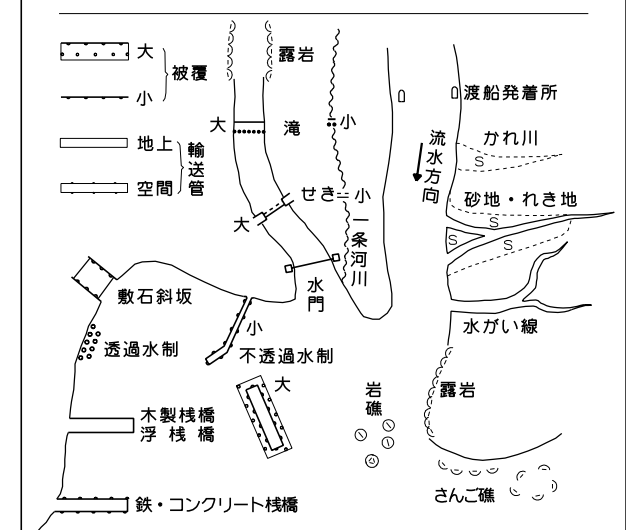 大
小
被覆
地上
空間
輸送管
露岩
大 滝
小
せき 小
大
一条河川
水門
渡船発着所
流水方向
かれ川
S
砂地・れき地
S
S
S
水がい線
敷石斜坂
透過水制
小
不透過水制
大
木製桟橋
浮桟橋
鉄・コンクリート桟橋
岩礁
露岩
さんご礁